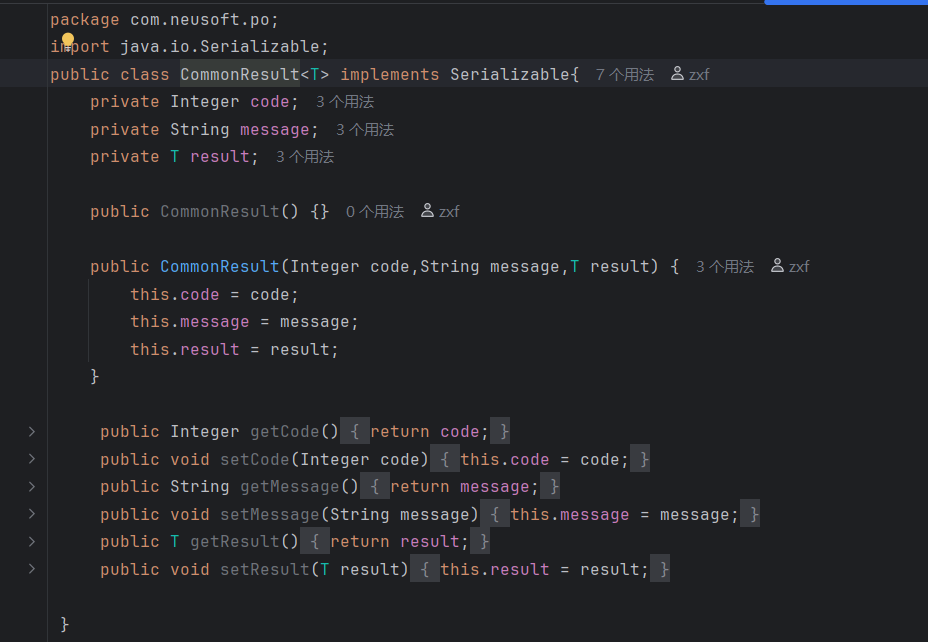 package com.neusoft.po;
import java.io.Serializable;
public class CommonResult<T> implements Serializable{ 7 个用法 zxf
private Integer code; 3 个用法
private String message; 3 个用法
private T result; 3 个用法
public CommonResult() {} 0 个用法 zxf
public CommonResult(Integer code,String message,T result) { 3 个用法 zxf
this.code = code;
this.message = message;
this.result = result;
}
public Integer getCode() { return code; }
public void setCode(Integer code) { this.code = code; }
public String getMessage() { return message; }
public void setMessage(String message) { this.message = message; }
public T getResult() { return result; }
public void setResult(T result) { this.result = result; }
}